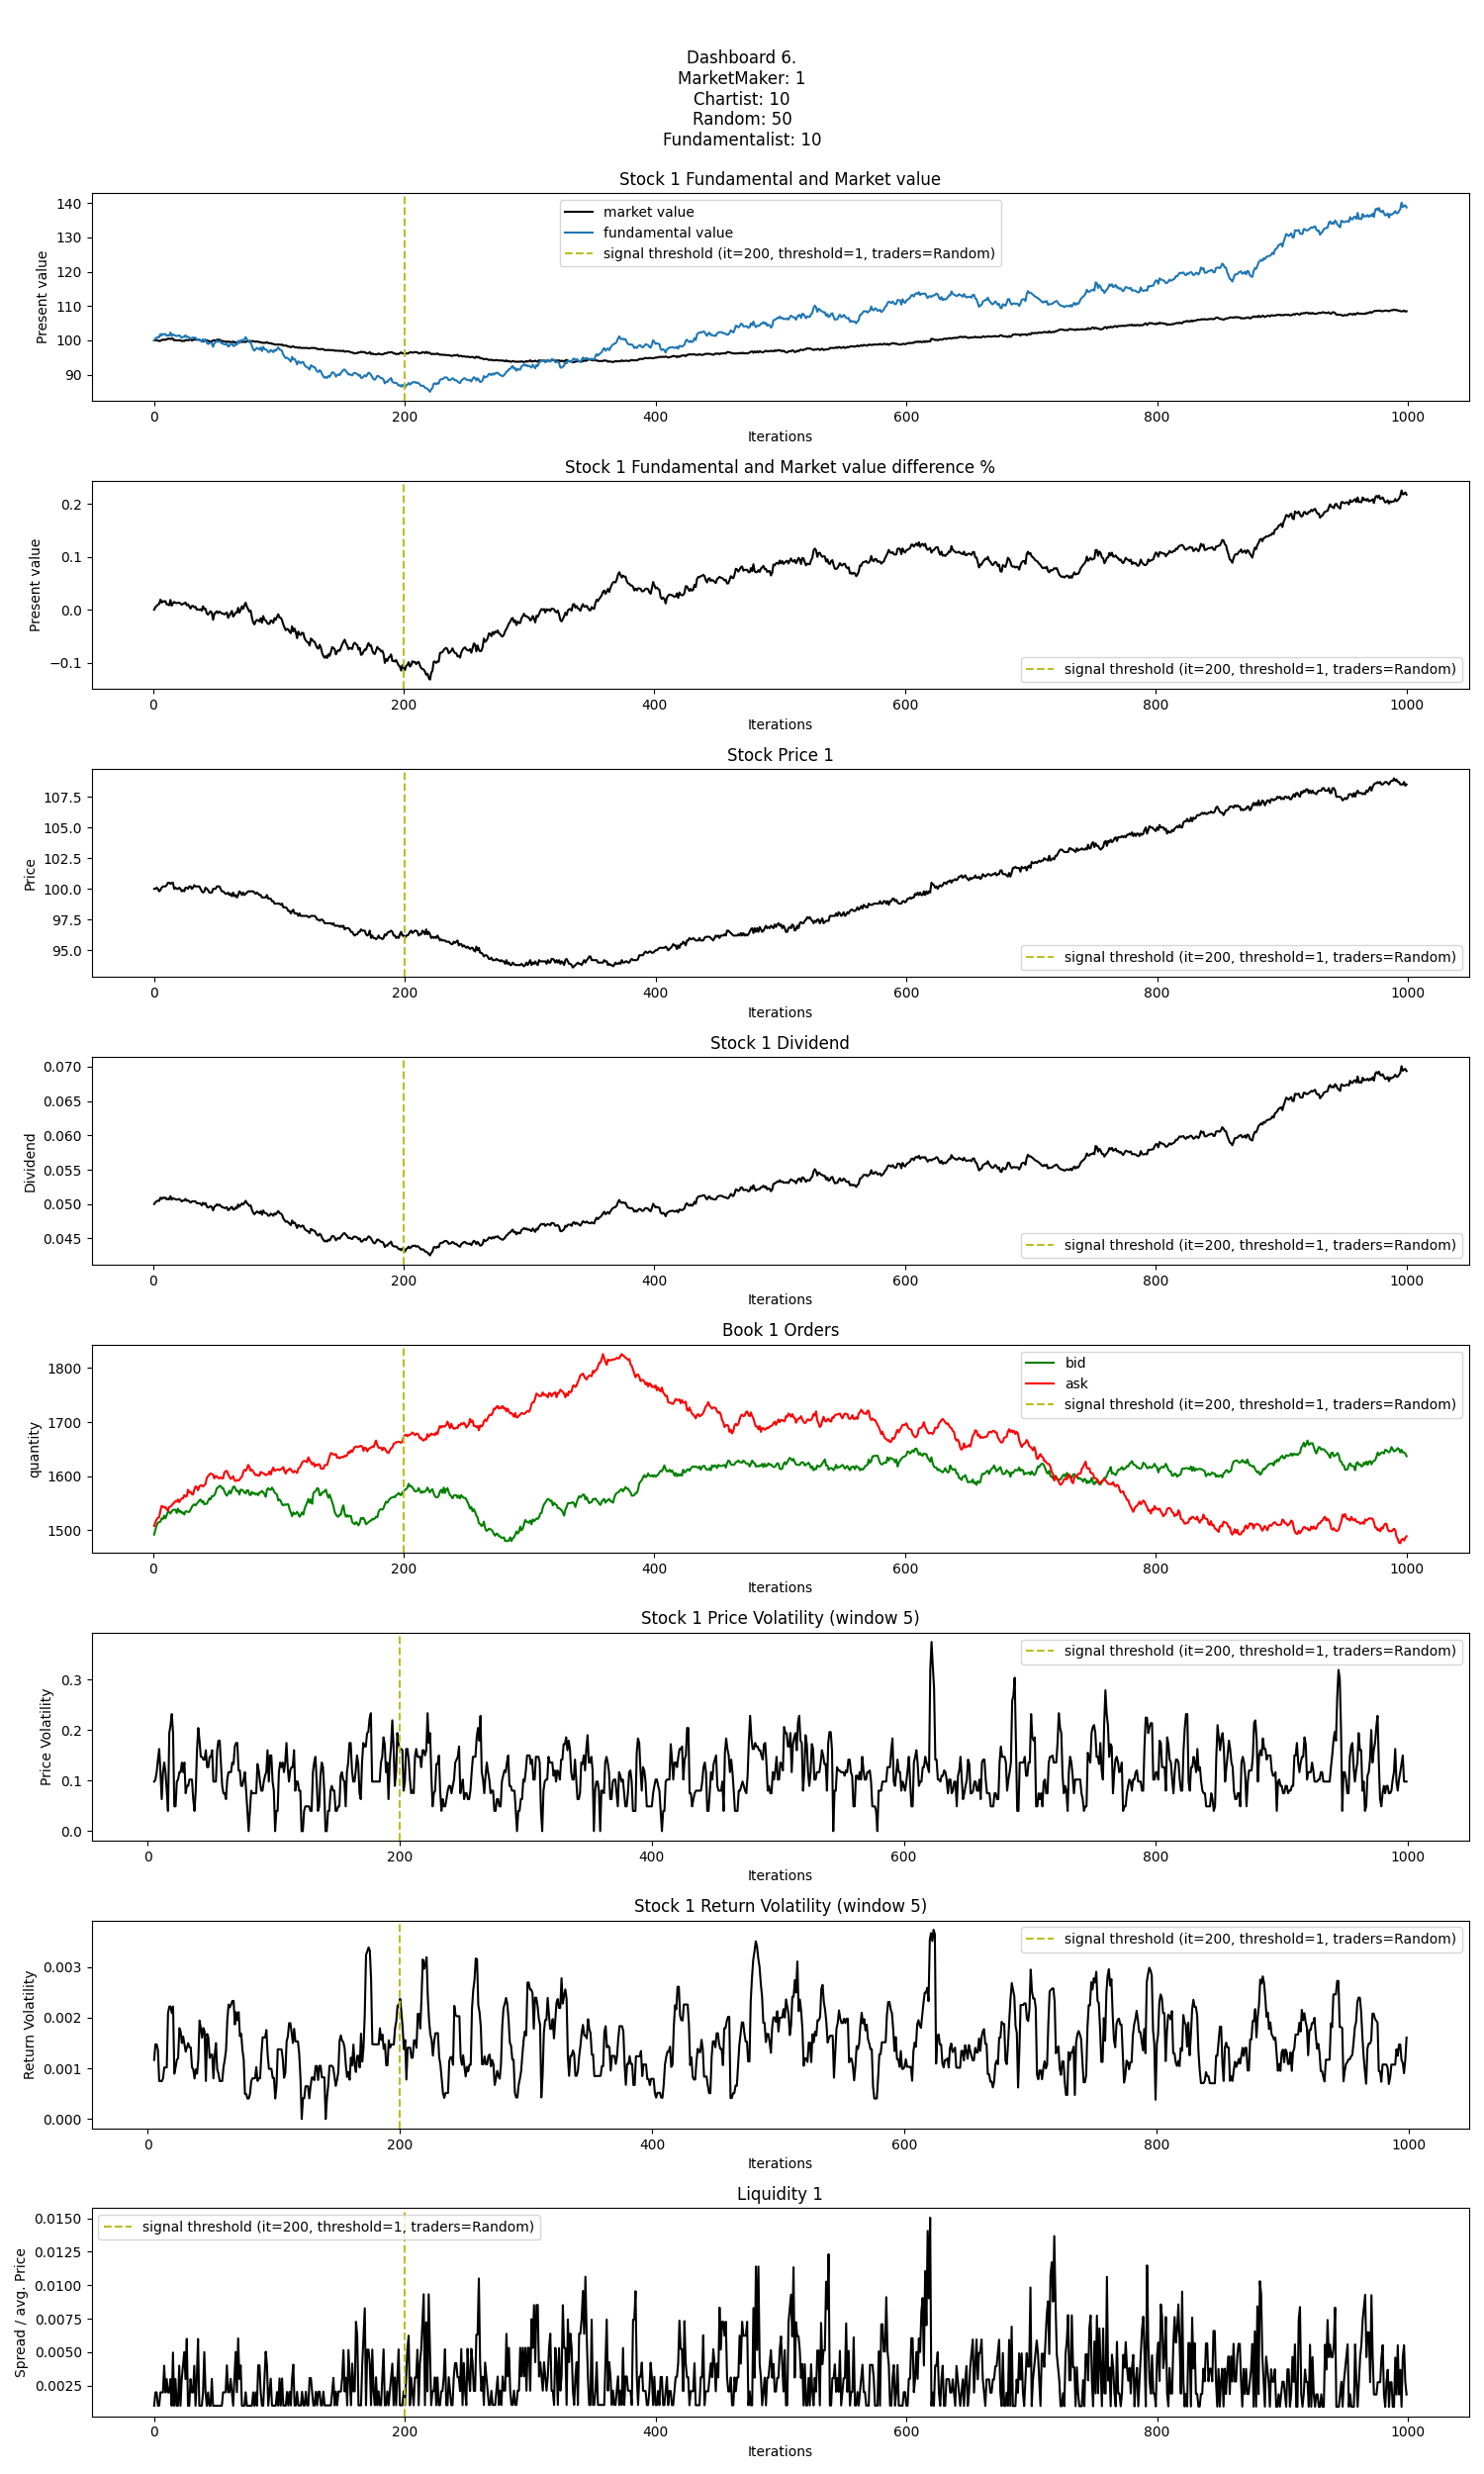 Dashboard 6.
MarketMaker: 1
Chartist: 10
Random: 50
Fundamentalist: 10
Stock 1 Fundamental and Market value
140
130
120
110
100
90
Present value
market value
fundamental value
signal threshold (it=200, threshold=1, traders=Random)
0 200 400 600 800 1000
Iterations
Stock 1 Fundamental and Market value difference %
0.2
0.1
0.0
−0.1
Present value
signal threshold (it=200, threshold=1, traders=Random)
0 200 400 600 800 1000
Iterations
Stock Price 1
107.5
105.0
102.5
100.0
97.5
95.0
Price
signal threshold (it=200, threshold=1, traders=Random)
0 200 400 600 800 1000
Iterations
Stock 1 Dividend
0.070
0.065
0.060
0.055
0.050
0.045
Dividend
signal threshold (it=200, threshold=1, traders=Random)
0 200 400 600 800 1000
Iterations
Book 1 Orders
1800
1700
1600
1500
quantity
bid
ask
signal threshold (it=200, threshold=1, traders=Random)
0 200 400 600 800 1000
Iterations
Stock 1 Price Volatility (window 5)
0.3
0.2
0.1
0.0
Price Volatility
signal threshold (it=200, threshold=1, traders=Random)
0 200 400 600 800 1000
Iterations
Stock 1 Return Volatility (window 5)
0.003
0.002
0.001
0.000
Return Volatility
signal threshold (it=200, threshold=1, traders=Random)
0 200 400 600 800 1000
Iterations
Liquidity 1
0.0150
0.0125
0.0100
0.0075
0.0050
0.0025
Spread / avg. Price
signal threshold (it=200, threshold=1, traders=Random)
0 200 400 600 800 1000
Iterations